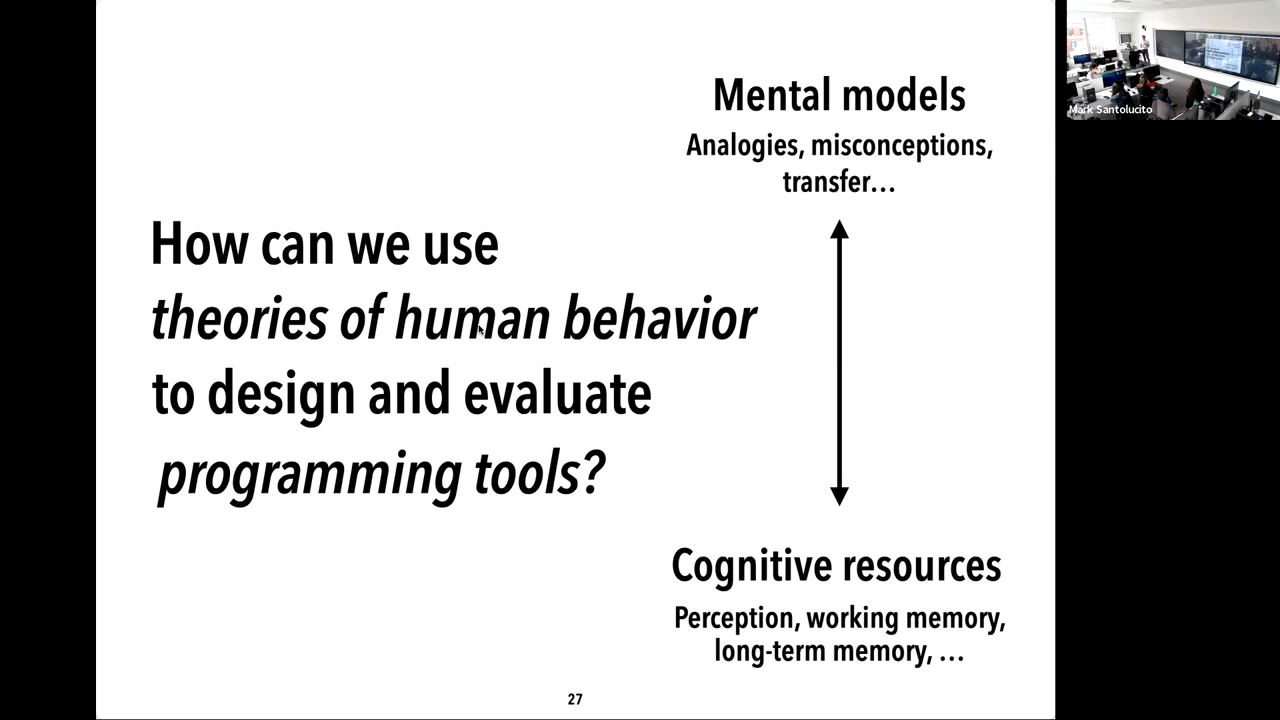 Mental models
Analogies, misconceptions,
transfer…
How can we use
theories of human behavior
to design and evaluate
programming tools?
Cognitive resources
Perception, working memory,
long-term memory, …
27
Mark Santolucito